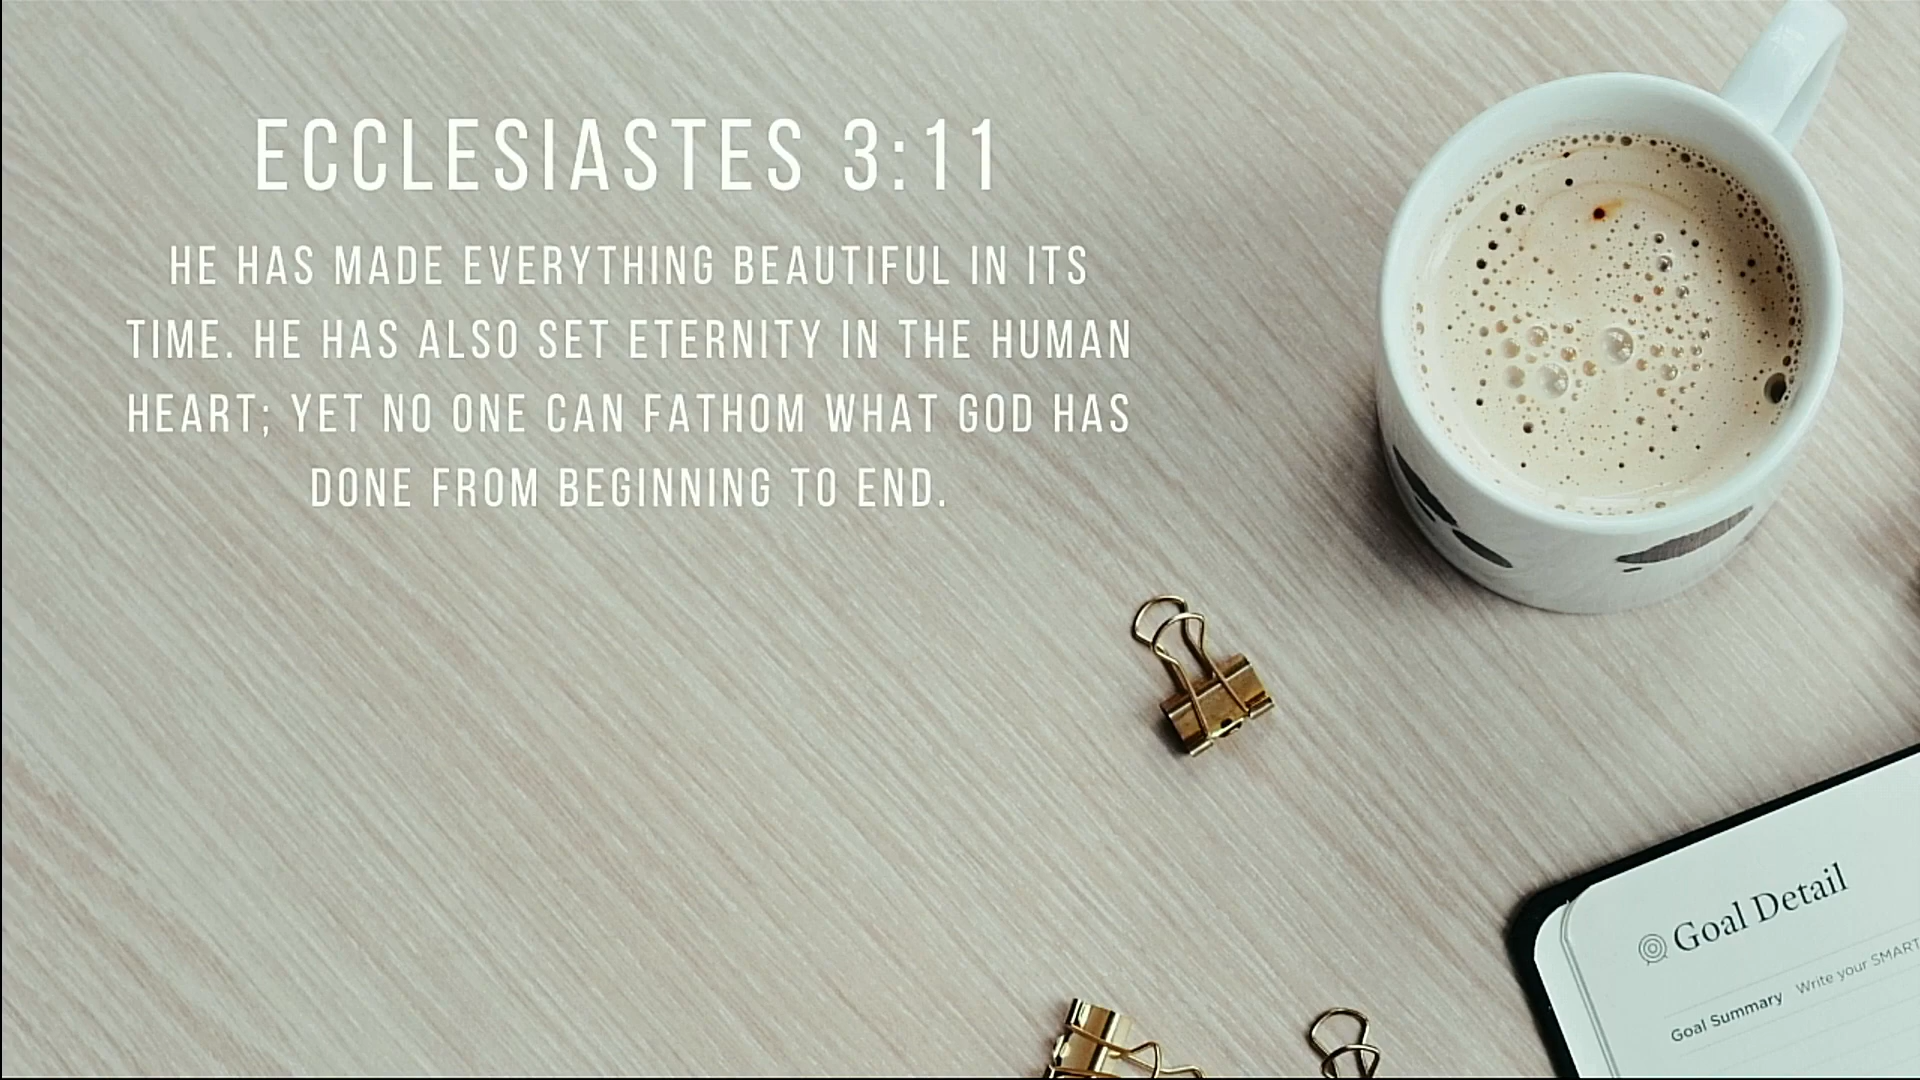 ECCLESIASTES 3:11
HE HAS MADE EVERYTHING BEAUTIFUL IN ITS
TIME. HE HAS ALSO SET ETERNITY IN THE HUMAN
HEART; YET NO ONE CAN FATHOM WHAT GOD HAS
DONE FROM BEGINNING TO END.
Goal Detail
Goal Summary Write your SMART